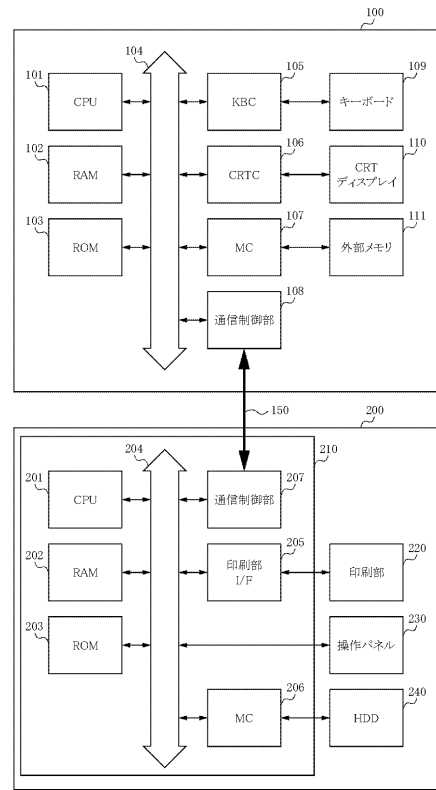 100
104
101
CPU
105
KBC
109
キーボード
102
RAM
106
CRTC
110
CRT
ディスプレイ
103
ROM
107
MC
111
外部メモリ
108
通信制御部
150
200
204
210
201
CPU
207
通信制御部
202
RAM
205
印刷部
I/F
220
印刷部
203
ROM
230
操作パネル
206
MC
240
HDD